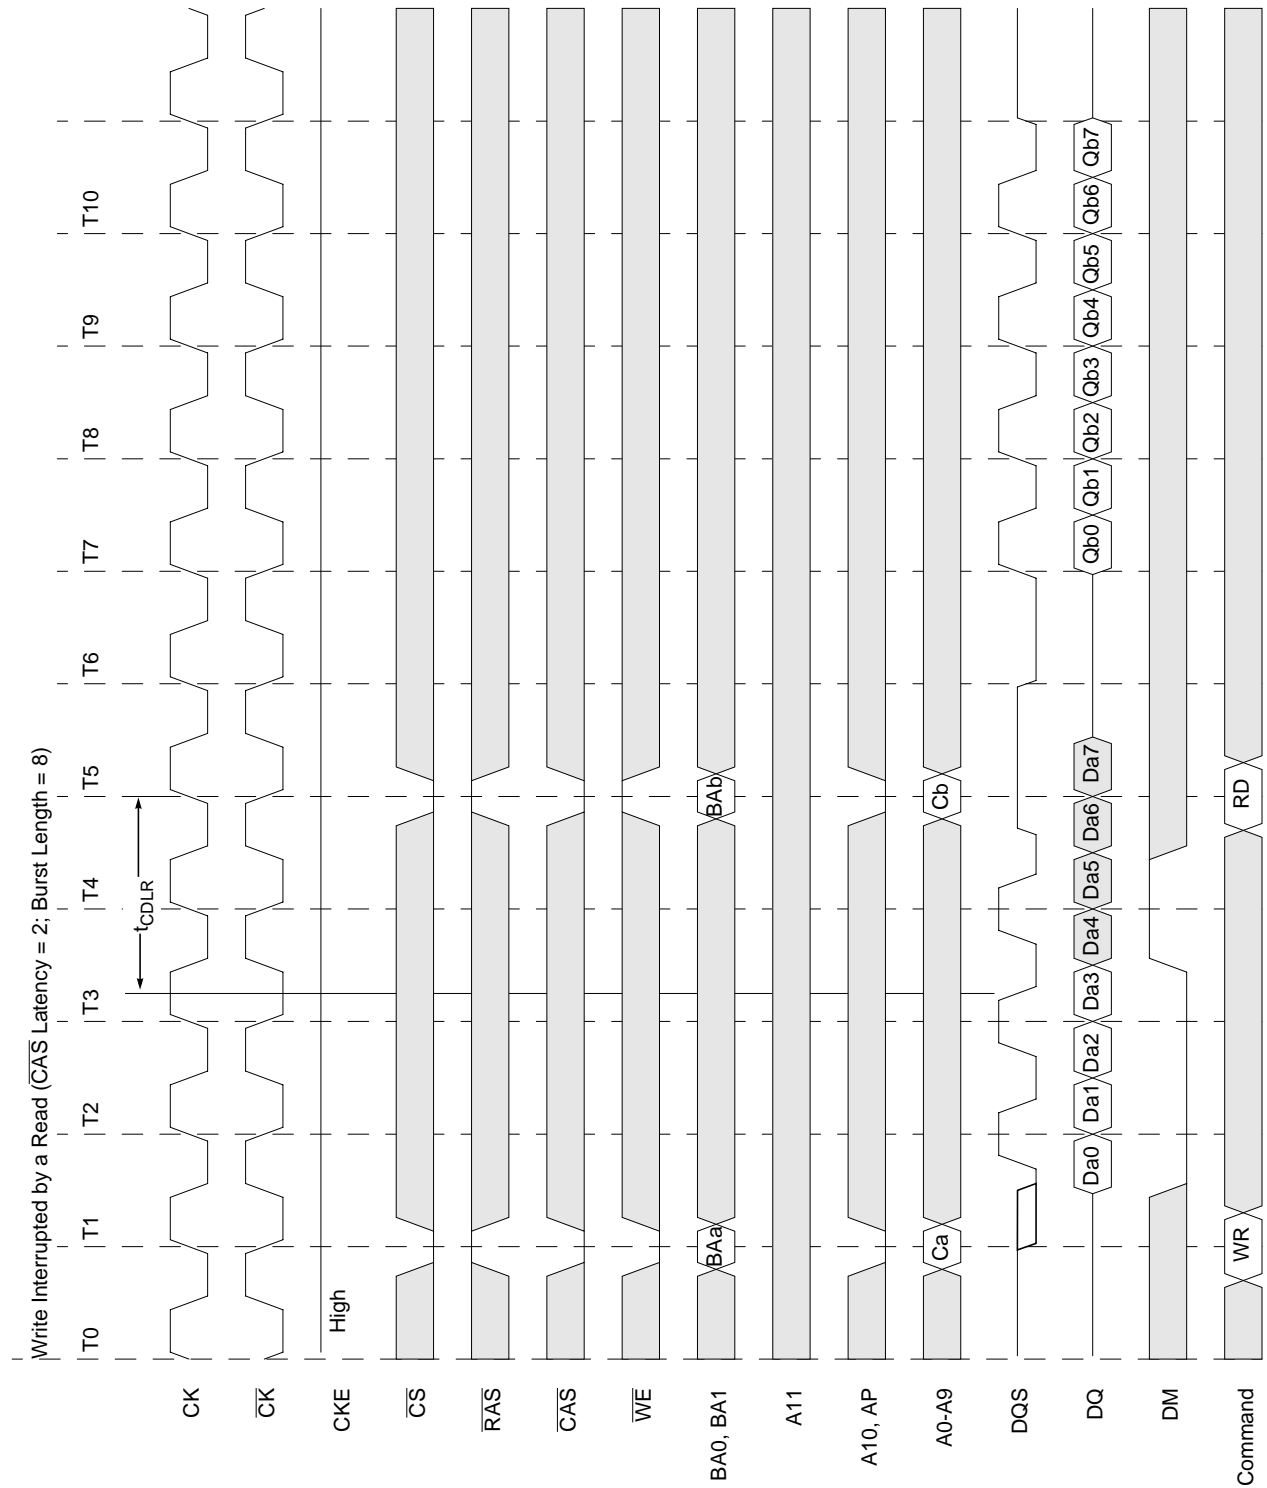 Write Interrupted by a Read (CAS Latency = 2; Burst Length = 8)
T0 T1 T2 T3 T4 T5 T6 T7 T8 T9 T10
tCDLR
CK
CK
CKE High
CS
RAS
CAS
WE
BA0, BA1 BAa BAb
A11
A10, AP
A0-A9 Ca Cb
DQS
DQ Da0 Da1 Da2 Da3 Da4 Da5 Da6 Da7 Qb0 Qb1 Qb2 Qb3 Qb4 Qb5 Qb6 Qb7
DM
Command WR RD